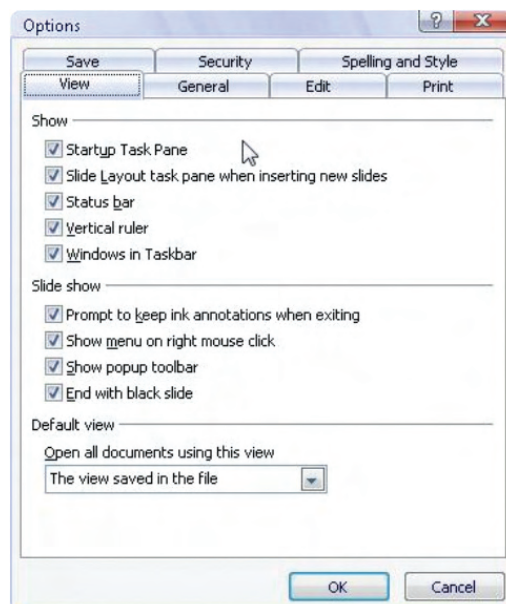 Options
Save Security Spelling and Style
View General Edit Print
Show
Startup Task Pane
Slide Layout task pane when inserting new slides
Status bar
Vertical ruler
Windows in Taskbar
Slide show
Prompt to keep ink annotations when exiting
Show menu on right mouse click
Show popup toolbar
End with black slide
Default view
Open all documents using this view
The view saved in the file
OK Cancel